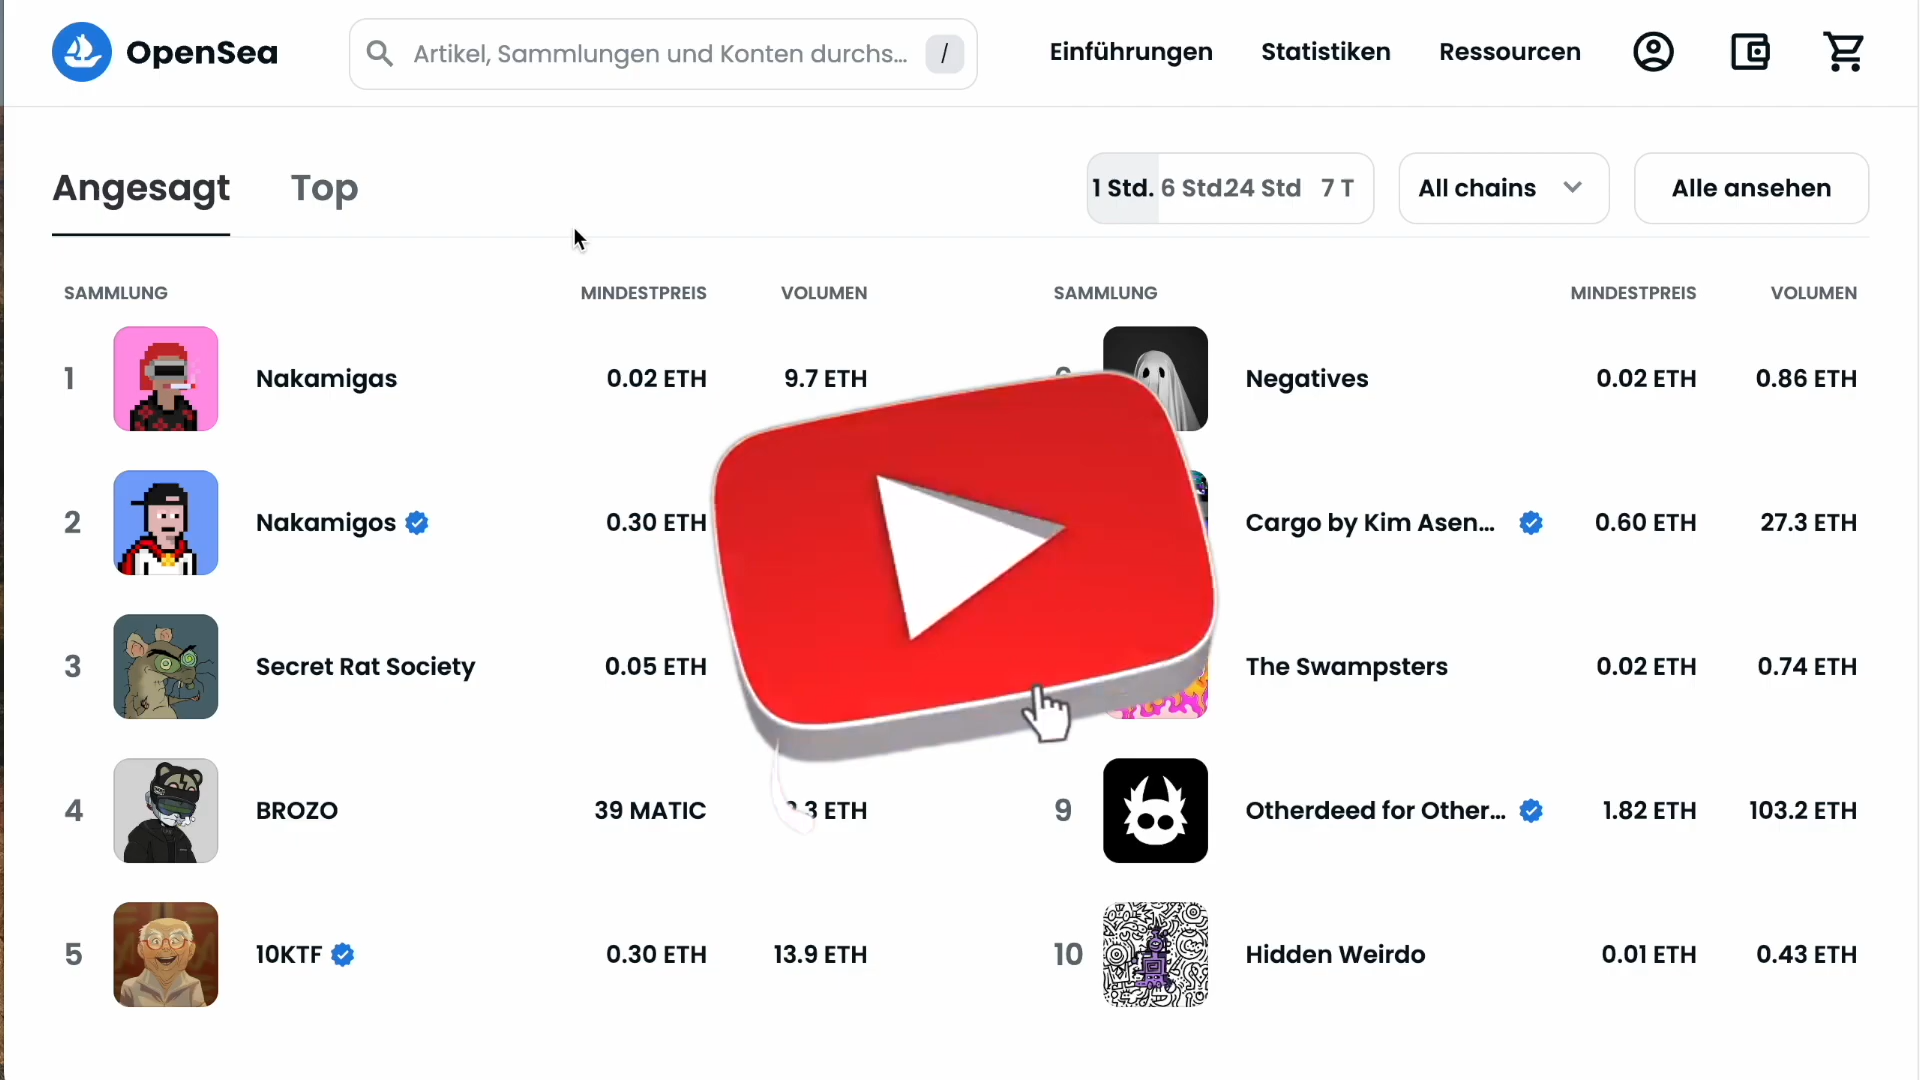 OpenSea
Artikel, Sammlungen und Konten durchs... /
Einführungen Statistiken Ressourcen
Angesagt Top
1 Std. 6 Std 24 Std 7 T All chains Alle ansehen
SAMMLUNG MINDESTPREIS VOLUMEN SAMMLUNG MINDESTPREIS VOLUMEN
1 Nakamigas 0.02 ETH 9.7 ETH
2 Nakamigos 0.30 ETH
3 Secret Rat Society 0.05 ETH
4 BROZO 39 MATIC .3 ETH
5 10KTF 0.30 ETH 13.9 ETH
Negatives 0.02 ETH 0.86 ETH
Cargo by Kim Asen... 0.60 ETH 27.3 ETH
The Swampsters 0.02 ETH 0.74 ETH
9 Otherdeed for Other... 1.82 ETH 103.2 ETH
10 Hidden Weirdo 0.01 ETH 0.43 ETH